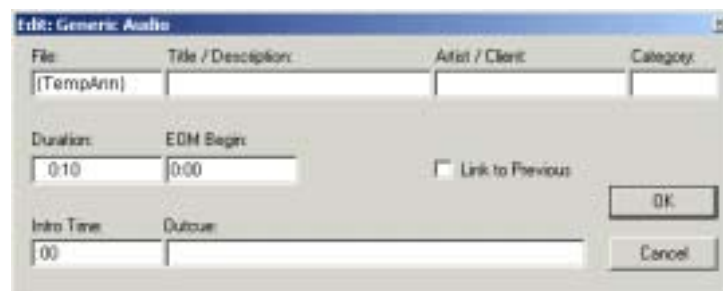 Edit: Generic Audio
File: Title / Description: Artist / Client: Category:
(TempAnn)
Duration: EOM Begin:
0:10 0:00 Link to Previous
OK
Intro Time: Outcue:
:00 Cancel